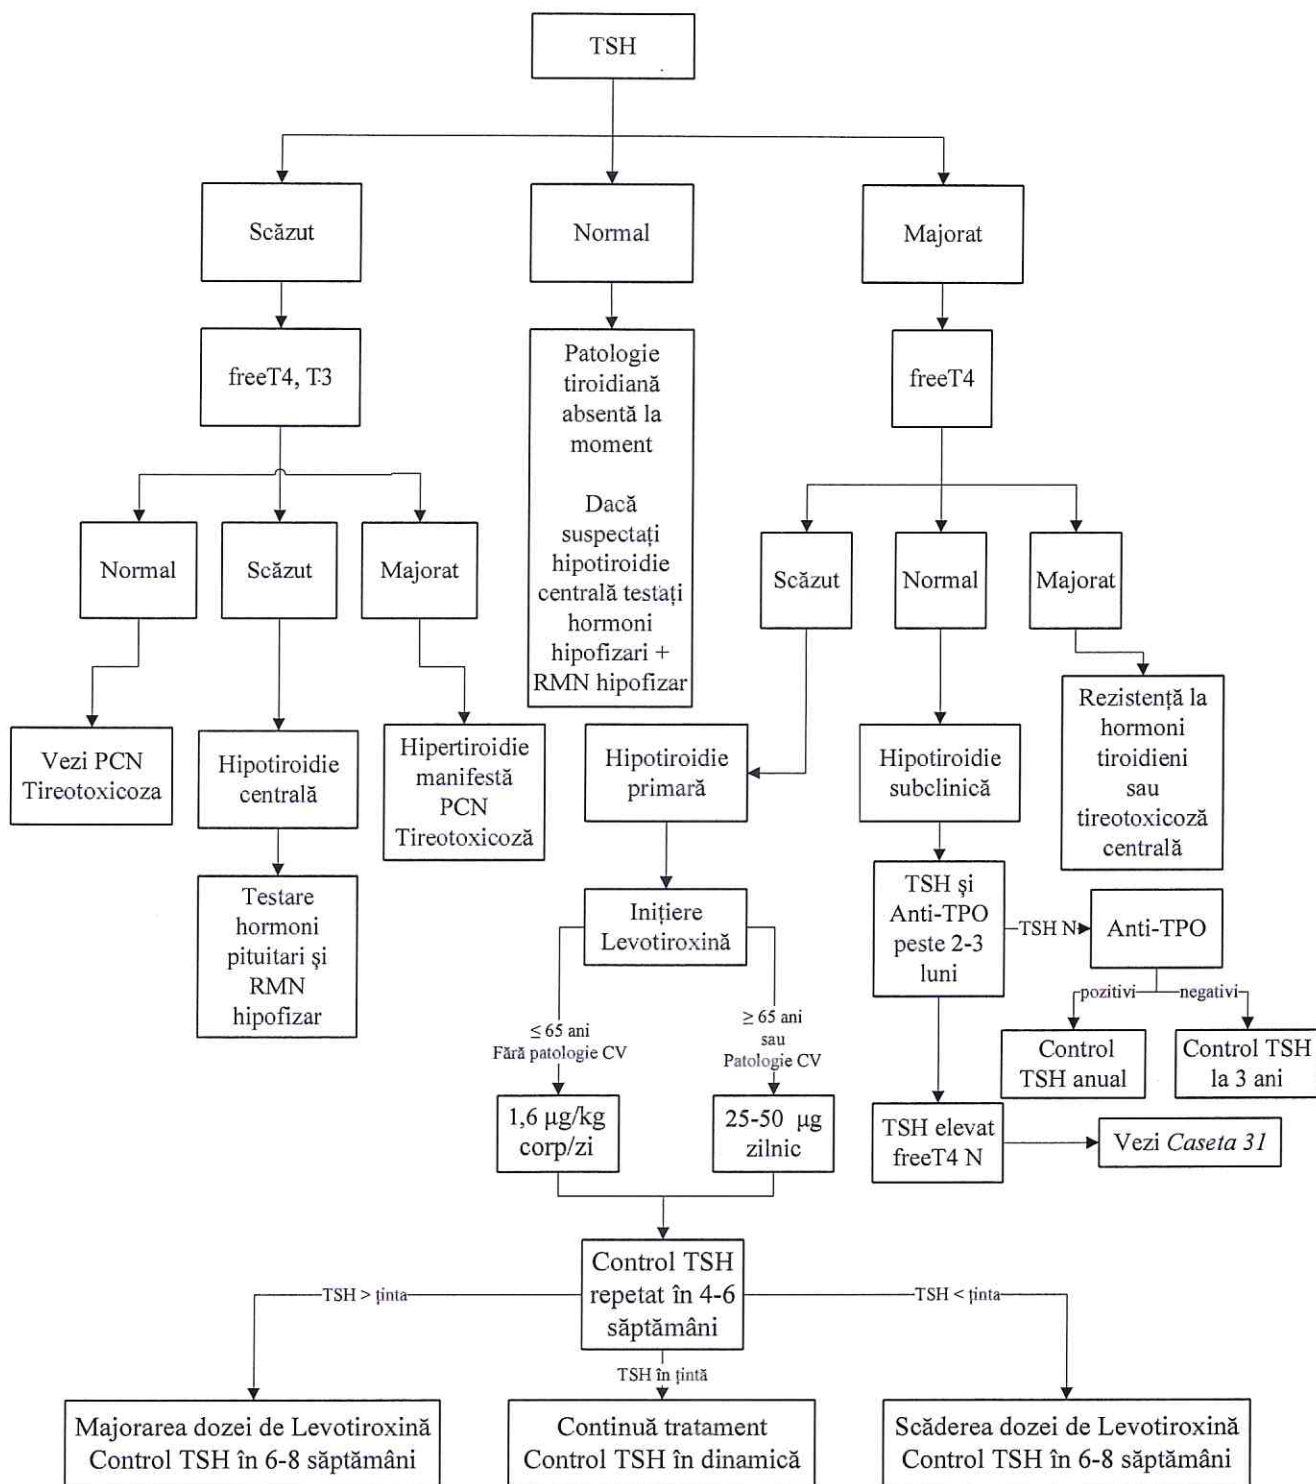 TSH
Scăzut
Normal
Majorat
freeT4, T3
Patologie
tiroidiană
absentă la
moment
Dacă
suspectați
hipotiroidie
centrală testați
hormoni
hipofizari +
RMN hipofizar
freeT4
Normal
Scăzut
Majorat
Scăzut
Normal
Majorat
Vezi PCN
Tireotoxicoza
Hipotiroidie
centrală
Hipertiroidie
manifestă
PCN
Tireotoxicoză
Hipotiroidie
primară
Hipotiroidie
subclinică
Rezistență la
hormoni
tiroidieni
sau
tireotoxicoză
centrală
Testare
hormoni
pituitari și
RMN
hipofizar
Inițiere
Levotiroxină
TSH și
Anti-TPO
peste 2-3
luni
TSH N
Anti-TPO
pozitivi
negativi
Control
TSH anual
Control TSH
la 3 ani
≤ 65 ani
Fără patologie CV
≥ 65 ani
sau
Patologie CV
1,6 µg/kg
corp/zi
25-50 µg
zilnic
TSH elevat
freeT4 N
Vezi Caseta 31
Control TSH
repetat în 4-6
săptămâni
TSH > ținta
TSH < ținta
TSH în țintă
Majorarea dozei de Levotiroxină
Control TSH în 6-8 săptămâni
Continuă tratament
Control TSH în dinamică
Scăderea dozei de Levotiroxină
Control TSH în 6-8 săptămâni